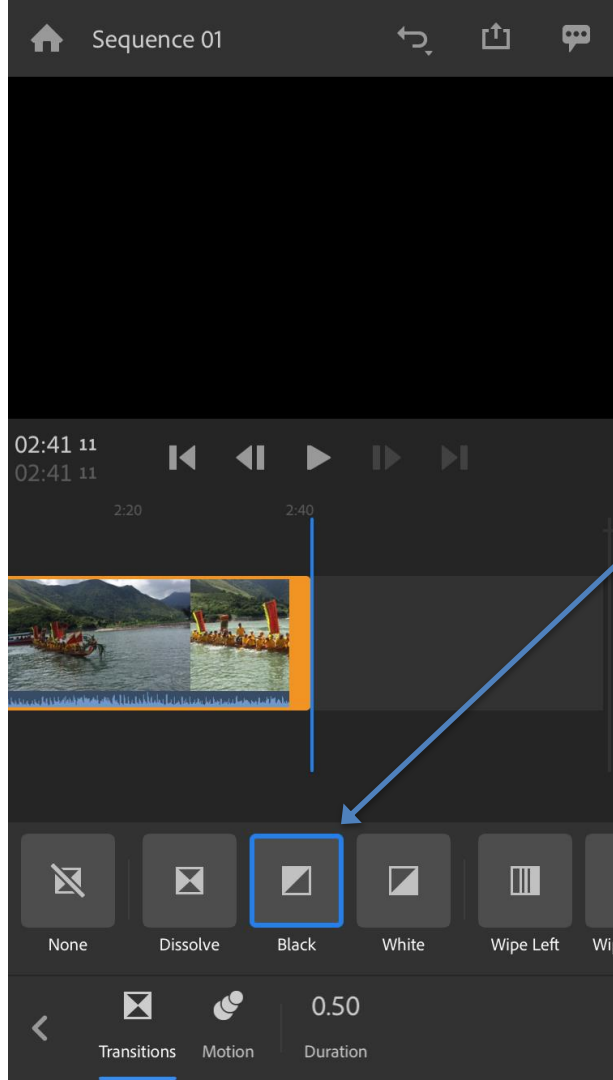 Sequence 01
02:41 11
02:41 11
2:20 2:40
None Dissolve Black White Wipe Left Wi
Transitions Motion 0.50 Duration